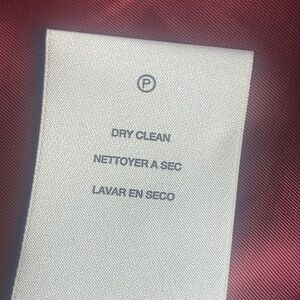 P
DRY CLEAN
NETTOYER A SEC
LAVAR EN SECO